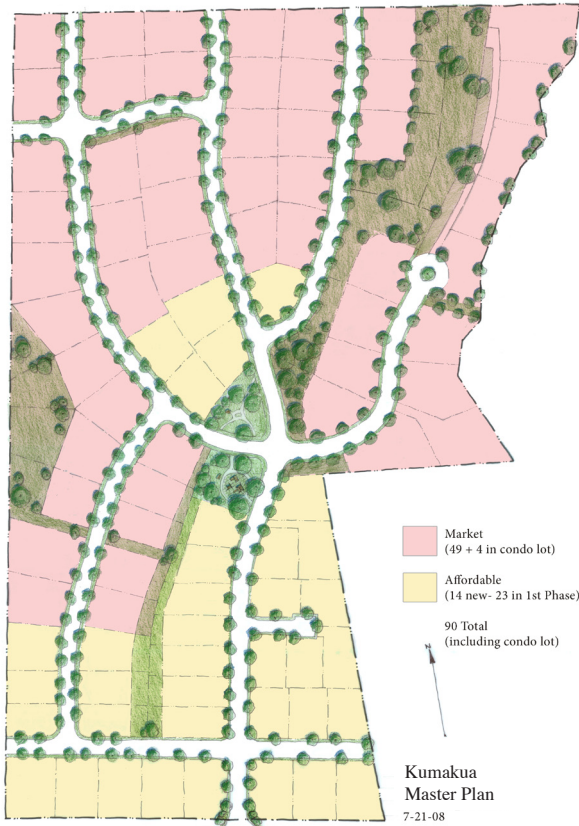 Market
(49 + 4 in condo lot)
Affordable
(14 new- 23 in 1st Phase)
90 Total
(including condo lot)
N
Kumakua
Master Plan
7-21-08